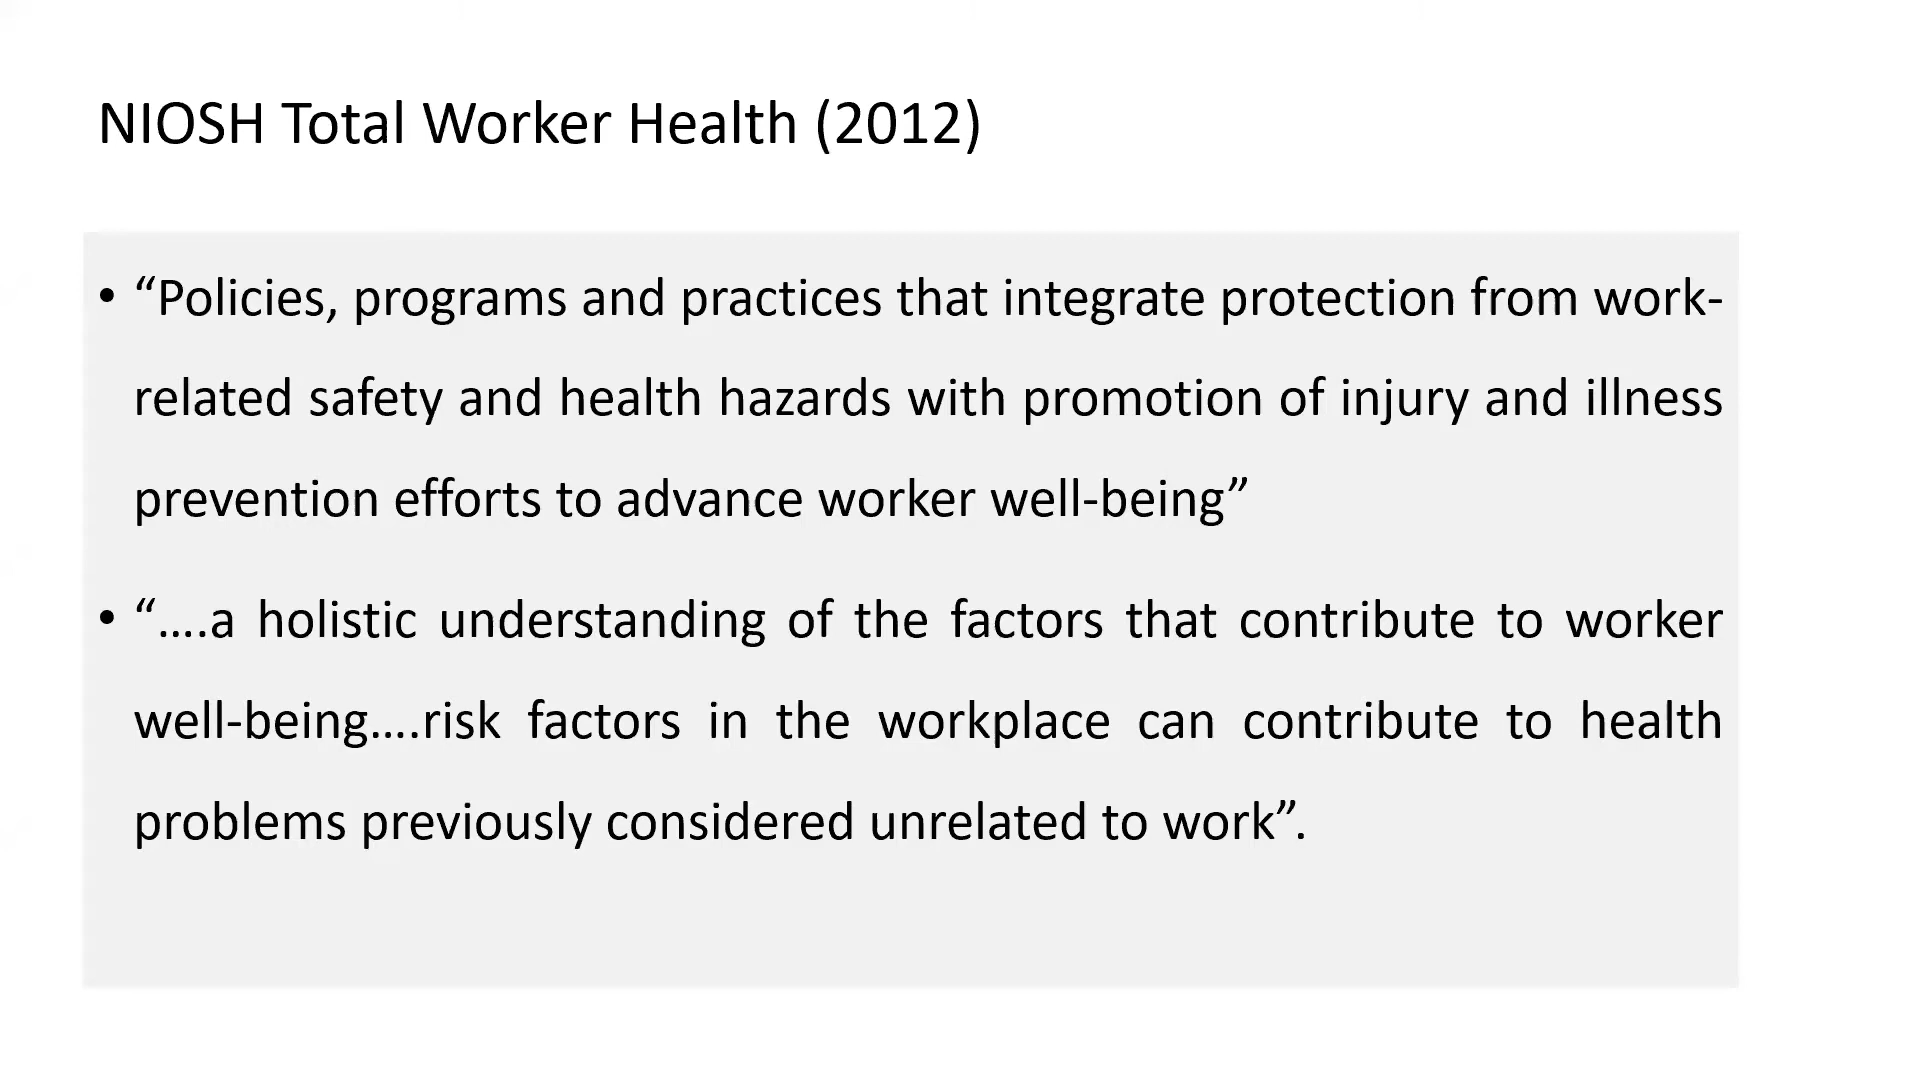 NIOSH Total Worker Health (2012)
• “Policies, programs and practices that integrate protection from work-
related safety and health hazards with promotion of injury and illness
prevention efforts to advance worker well-being”
• “….a holistic understanding of the factors that contribute to worker
well-being….risk factors in the workplace can contribute to health
problems previously considered unrelated to work”.